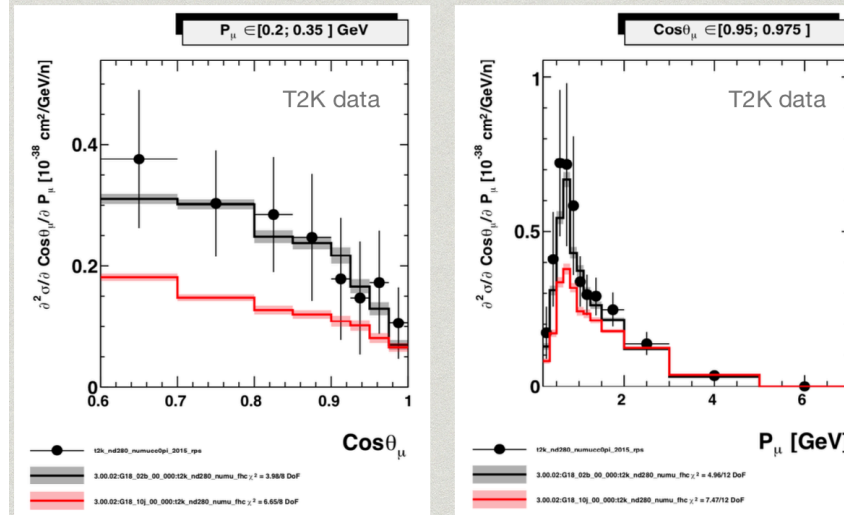 P_μ ∈[0.2; 0.35 ] GeV
T2K data
∂² σ/∂ Cosθ_μ/∂ P_μ [10⁻³⁸ cm²/GeV/n]
0.4
0.2
0
0.6 0.7 0.8 0.9 1
Cosθ_μ
t2k_nd280_numucc0pi_2015_rps
3.00.02:G18_02b_00_000:t2k_nd280_numu_fhc χ² = 3.98/8 DoF
3.00.02:G18_10j_00_000:t2k_nd280_numu_fhc χ² = 6.65/8 DoF
Cosθ_μ ∈[0.95; 0.975 ]
T2K data
∂² σ/∂ Cosθ_μ/∂ P_μ [10⁻³⁸ cm²/GeV/n]
1
0.5
0
2 4 6
P_μ [GeV]
t2k_nd280_numucc0pi_2015_rps
3.00.02:G18_02b_00_000:t2k_nd280_numu_fhc χ² = 4.96/12 DoF
3.00.02:G18_10j_00_000:t2k_nd280_numu_fhc χ² = 7.47/12 DoF